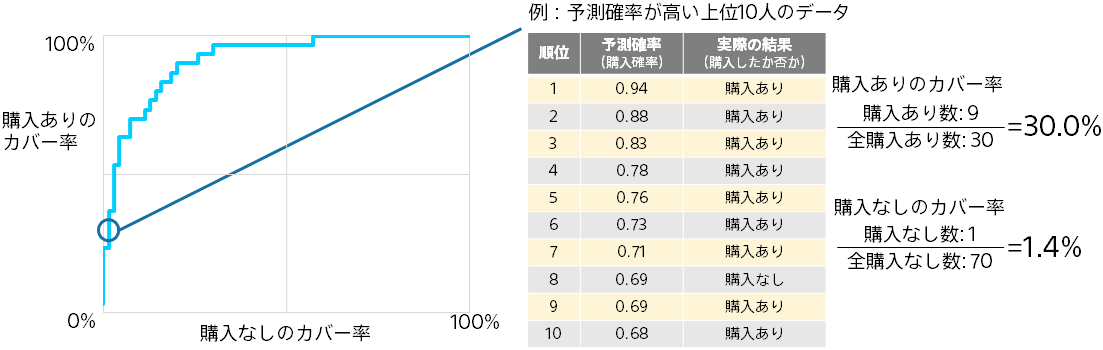 100%
購入ありの
カバー率
0%
購入なしのカバー率
100%
例：予測確率が高い上位10人のデータ
順位 予測確率 (購入確率) 実際の結果 (購入したか否か)
1 0.94 購入あり
2 0.88 購入あり
3 0.83 購入あり
4 0.78 購入あり
5 0.76 購入あり
6 0.73 購入あり
7 0.71 購入あり
8 0.69 購入なし
9 0.69 購入あり
10 0.68 購入あり
購入ありのカバー率
購入あり数: 9
全購入あり数: 30
=30.0%
購入なしのカバー率
購入なし数: 1
全購入なし数: 70
=1.4%